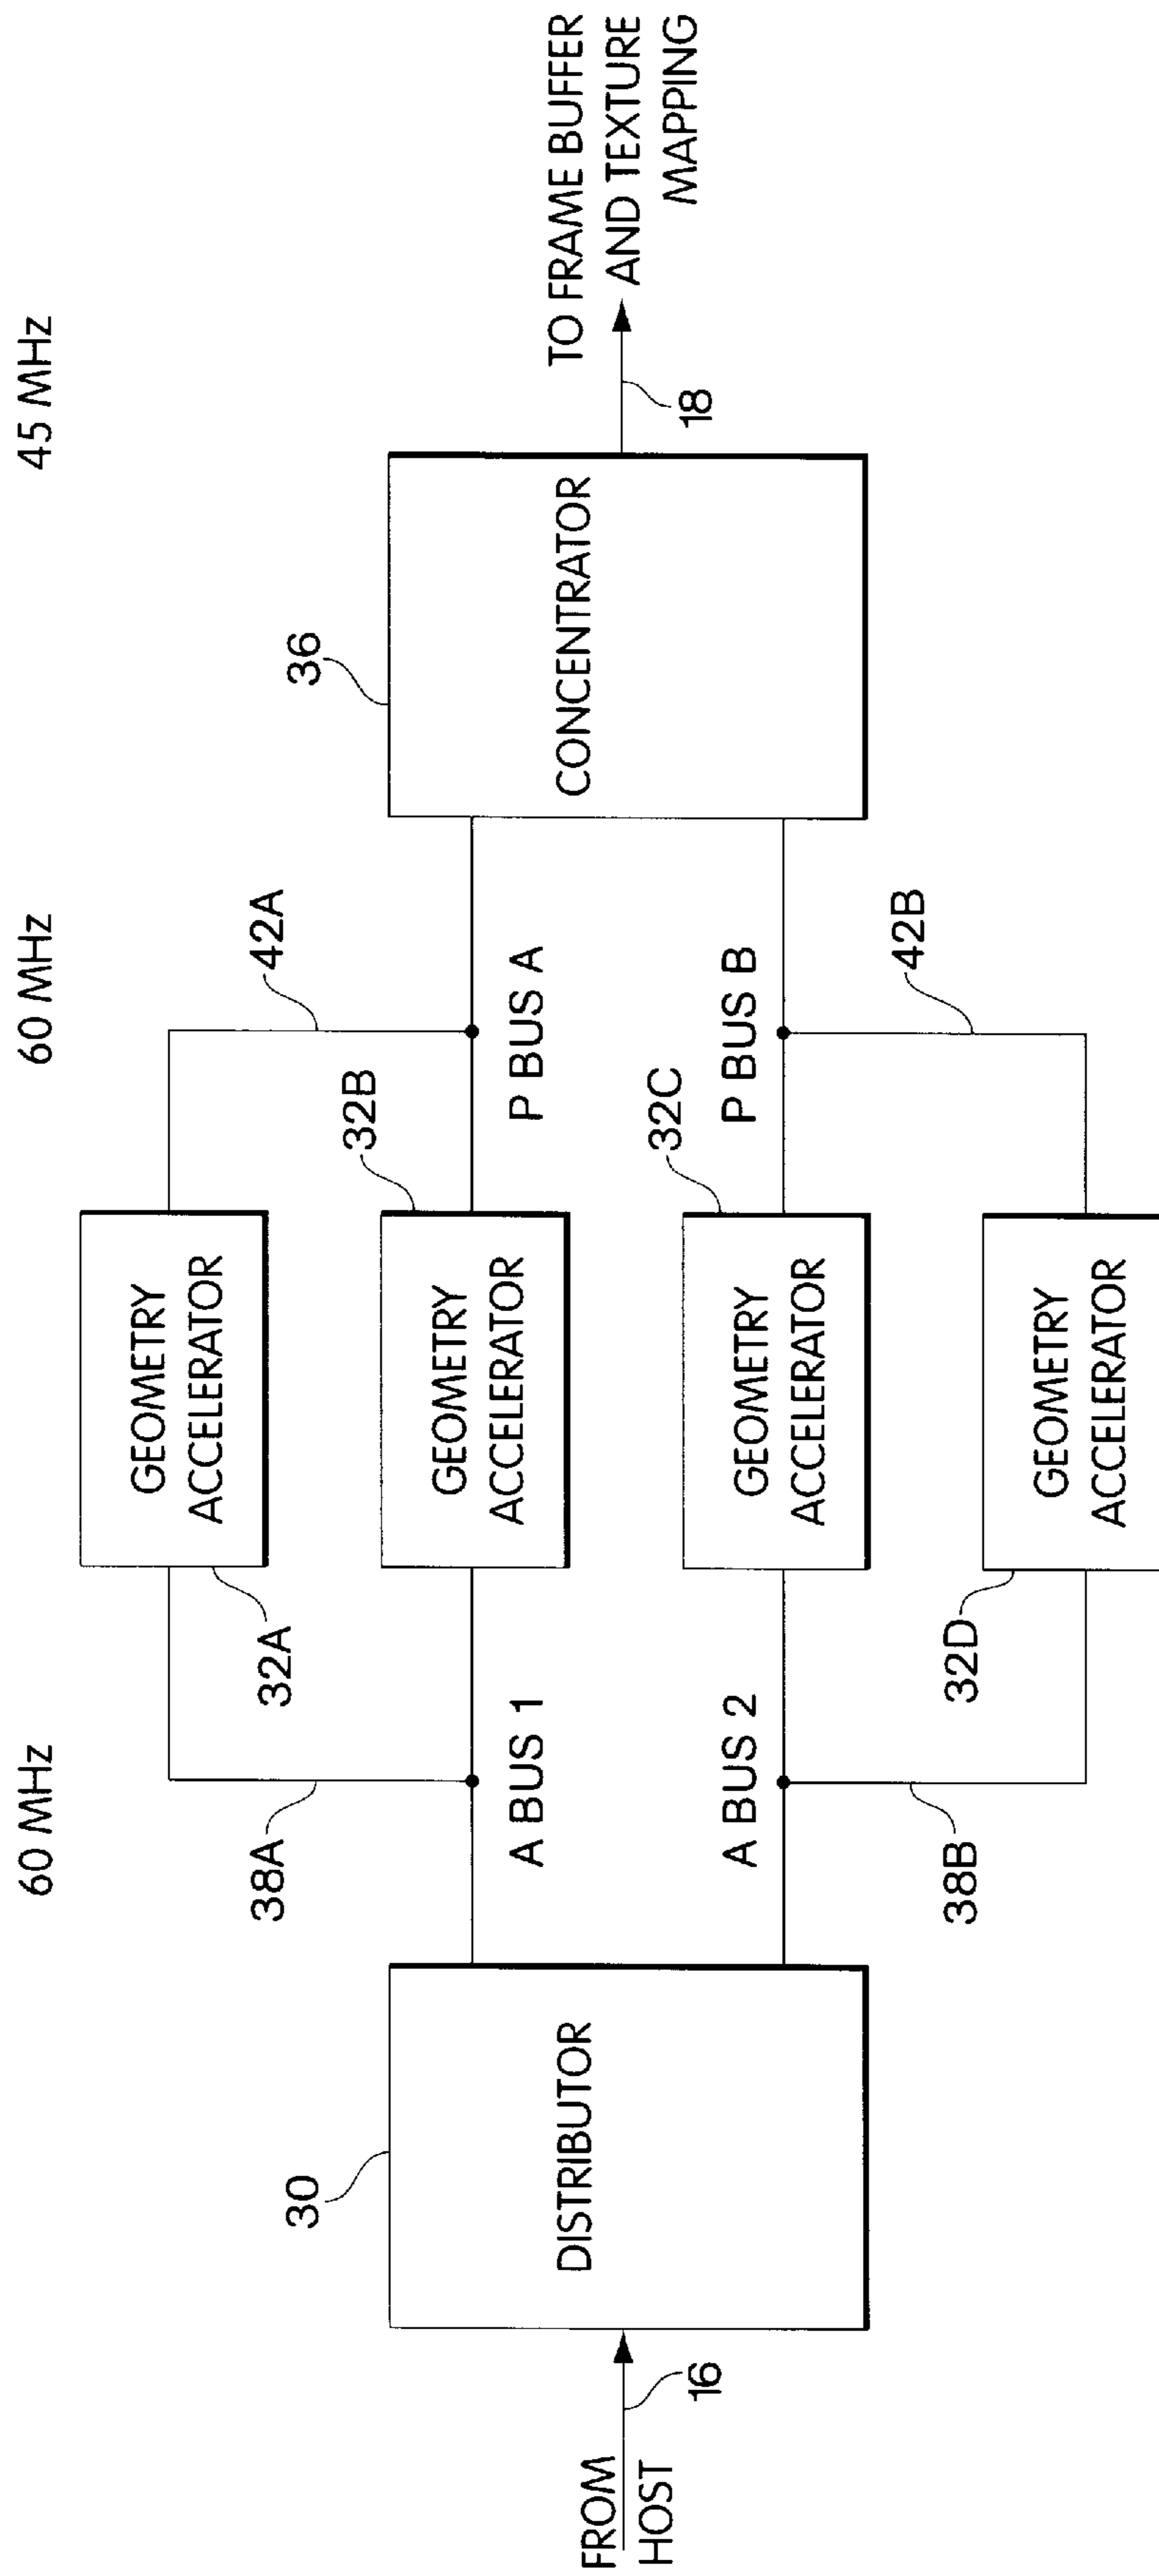 60 MHz
60 MHz
45 MHz
FROM
HOST
16
30
DISTRIBUTOR
38A
A BUS 1
A BUS 2
38B
32A
GEOMETRY
ACCELERATOR
32B
GEOMETRY
ACCELERATOR
32C
GEOMETRY
ACCELERATOR
32D
GEOMETRY
ACCELERATOR
42A
P BUS A
P BUS B
42B
36
CONCENTRATOR
18
TO FRAME BUFFER
AND TEXTURE
MAPPING